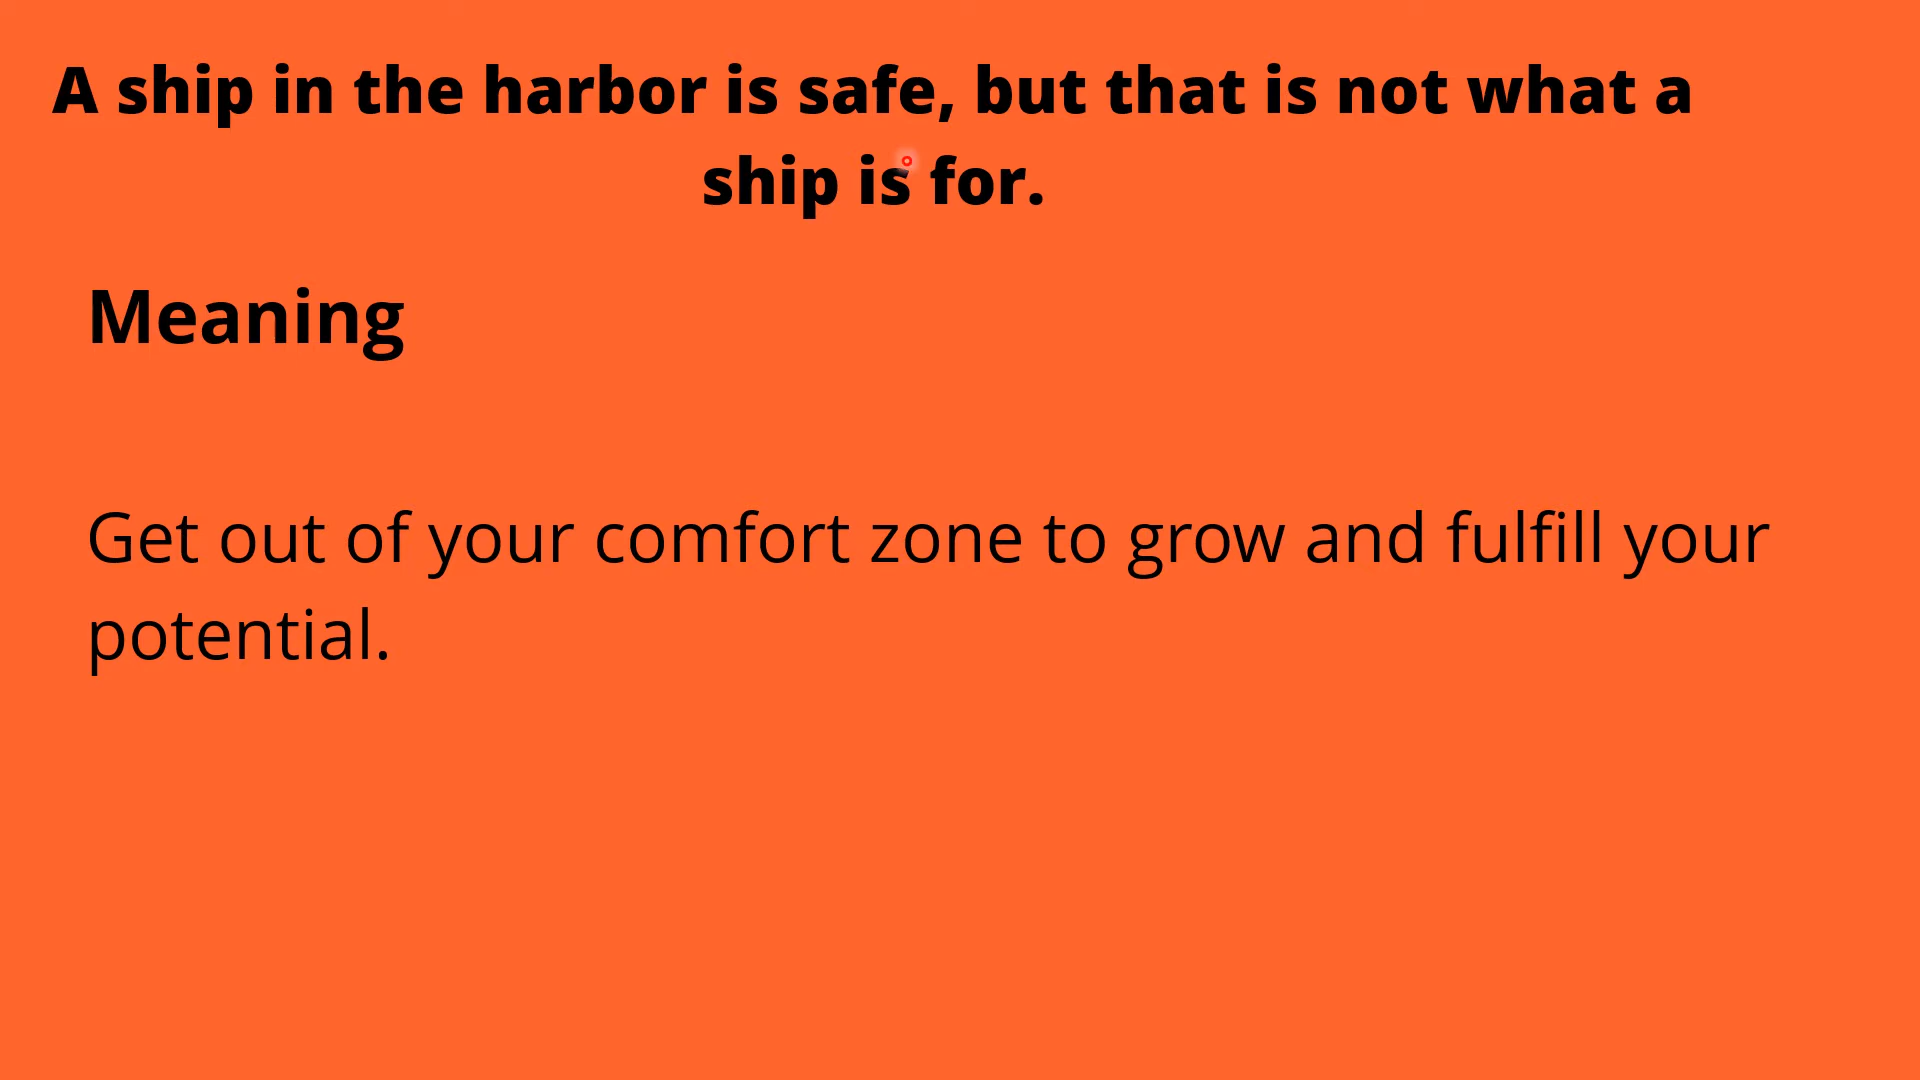 A ship in the harbor is safe, but that is not what a
ship is for.
Meaning
Get out of your comfort zone to grow and fulfill your
potential.